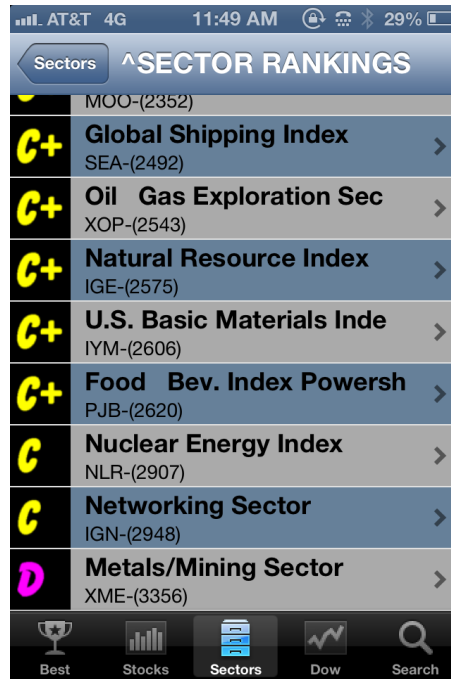 AT&T 4G 11:49 AM 29%
Sectors ^SECTOR RANKINGS
MOO-(2352)
C+ Global Shipping Index
SEA-(2492)
C+ Oil Gas Exploration Sec
XOP-(2543)
C+ Natural Resource Index
IGE-(2575)
C+ U.S. Basic Materials Inde
IYM-(2606)
C+ Food Bev. Index Powersh
PJB-(2620)
C Nuclear Energy Index
NLR-(2907)
C Networking Sector
IGN-(2948)
D Metals/Mining Sector
XME-(3356)
Best Stocks Sectors Dow Search